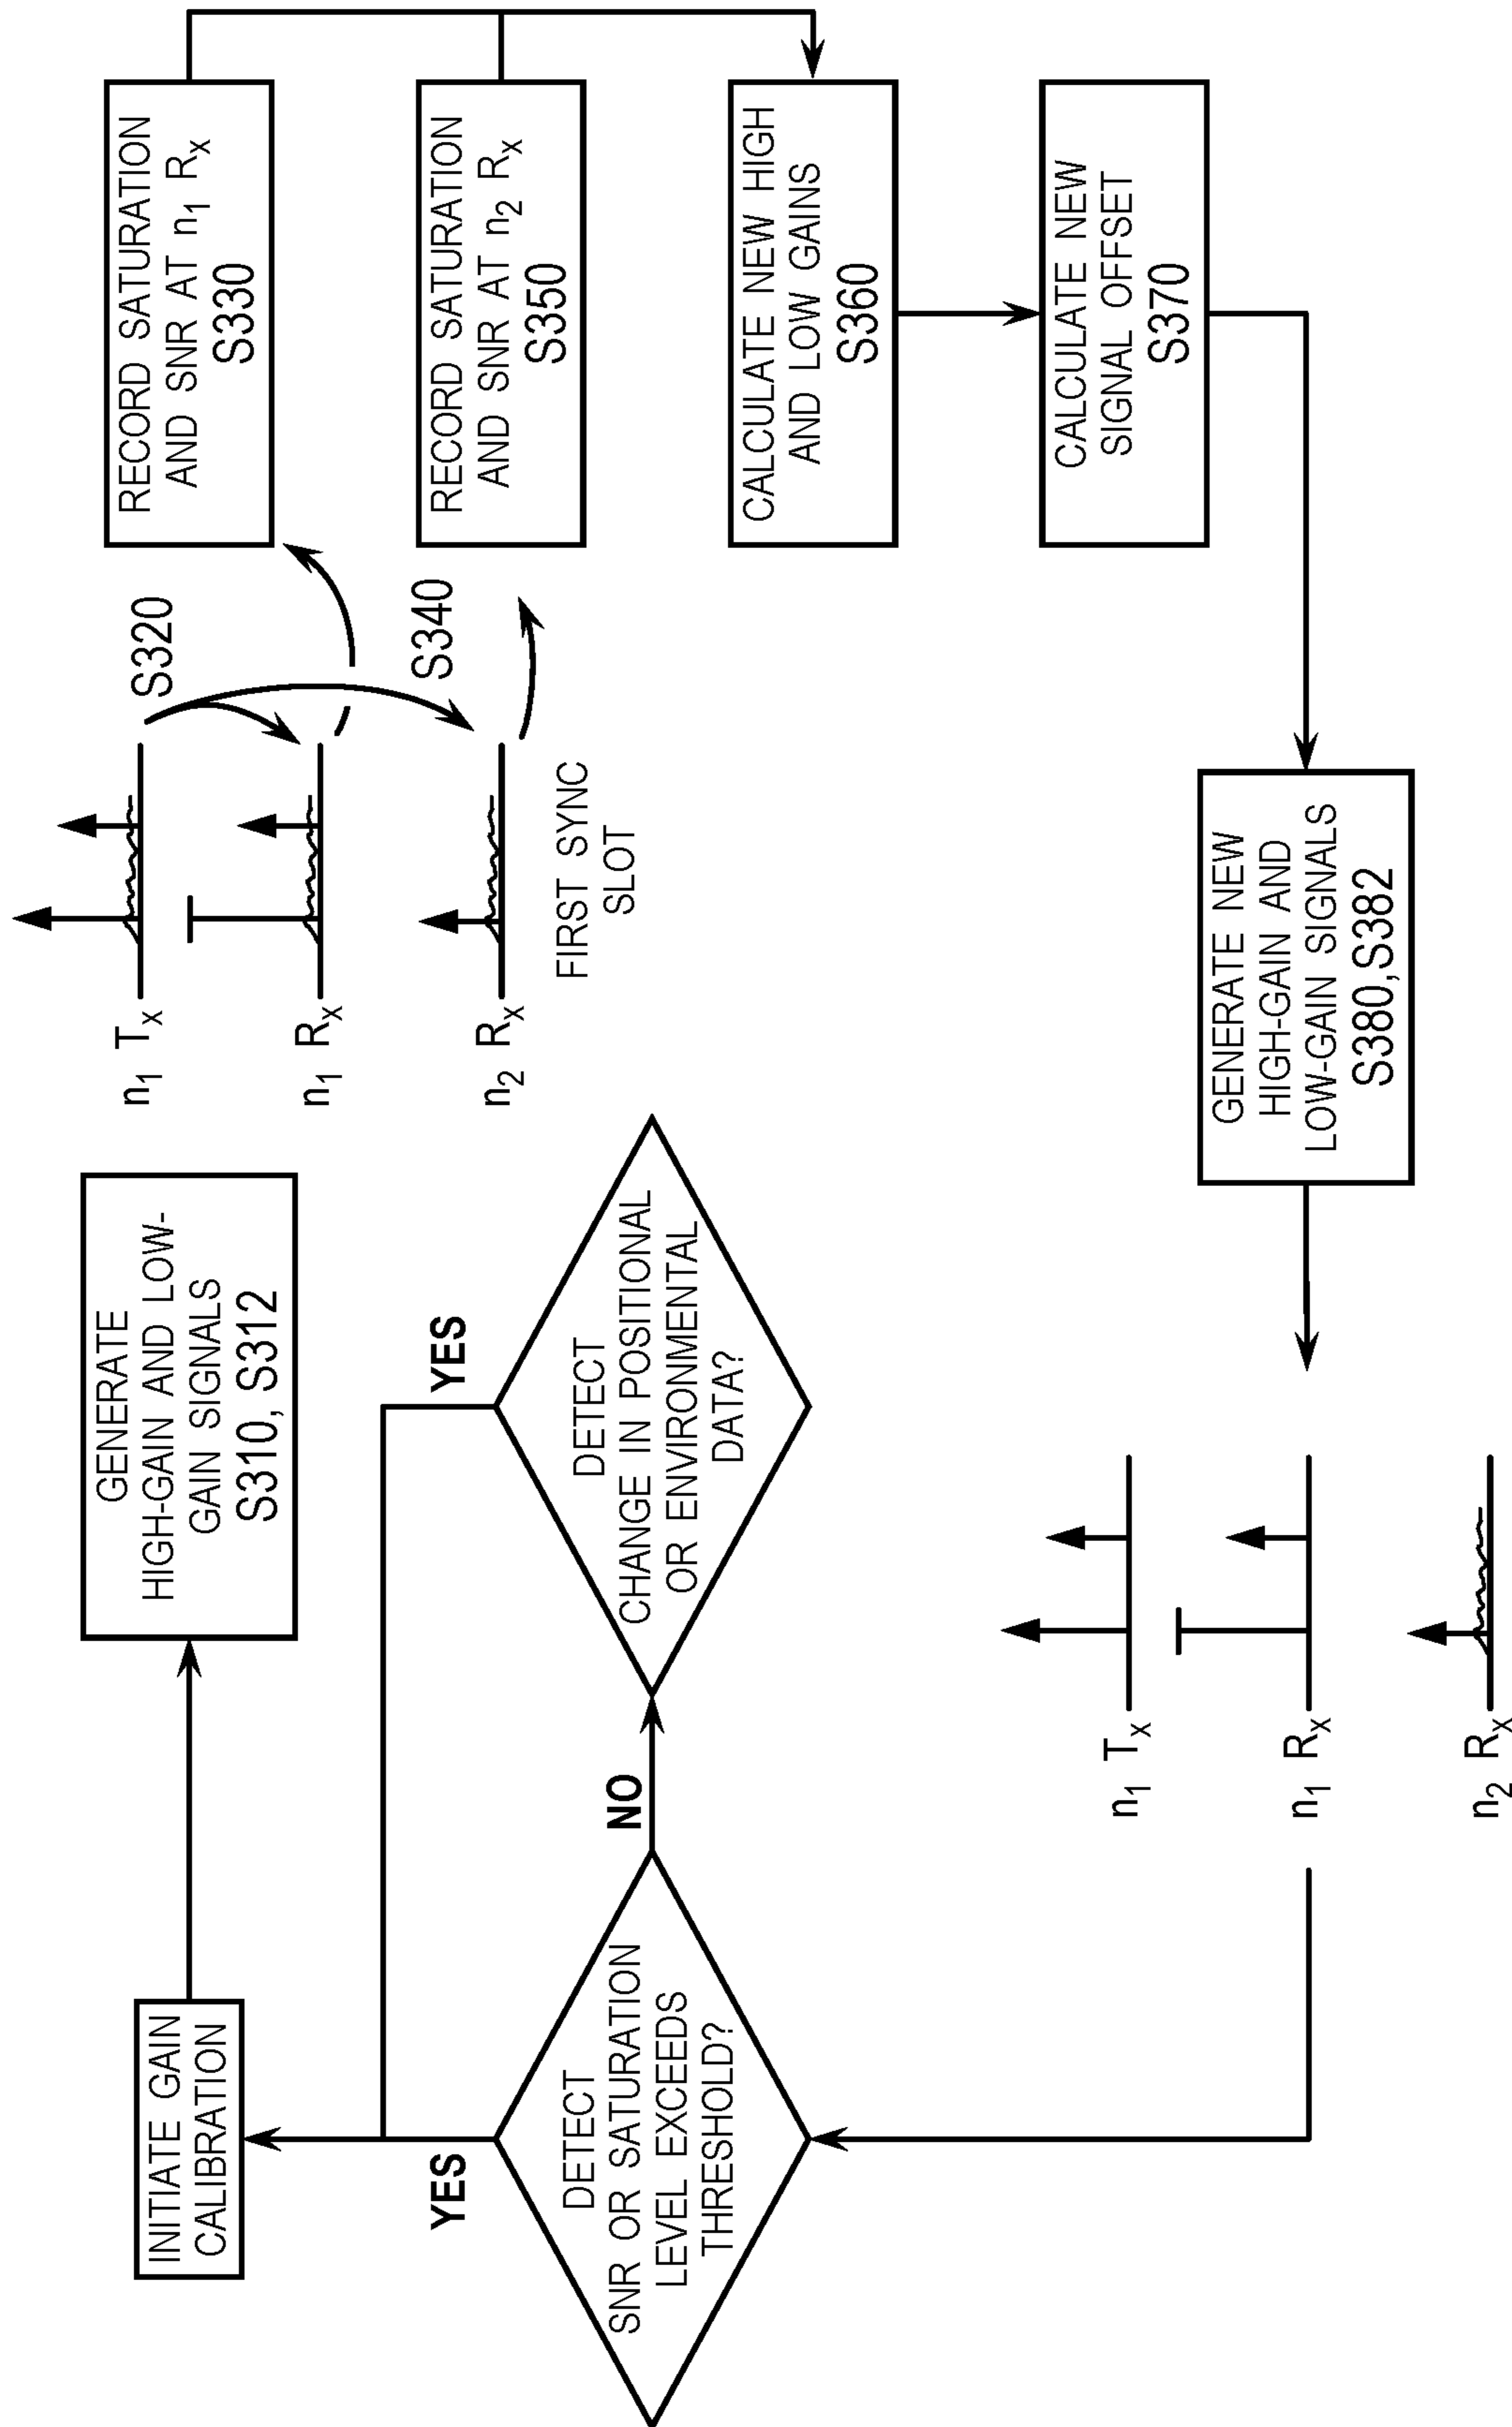 INITIATE GAIN
CALIBRATION
GENERATE
HIGH-GAIN AND LOW-
GAIN SIGNALS
S310, S312
n1 Tx
n1 Rx
n2 Rx
FIRST SYNC
SLOT
S320
S340
RECORD SATURATION
AND SNR AT n1 Rx
S330
RECORD SATURATION
AND SNR AT n2 Rx
S350
CALCULATE NEW HIGH
AND LOW GAINS
S360
CALCULATE NEW
SIGNAL OFFSET
S370
GENERATE NEW
HIGH-GAIN AND
LOW-GAIN SIGNALS
S380,S382
n1 Tx
n1 Rx
n2 Rx
DETECT
SNR OR SATURATION
LEVEL EXCEEDS
THRESHOLD?
YES
NO
DETECT
CHANGE IN POSITIONAL
OR ENVIRONMENTAL
DATA?
YES